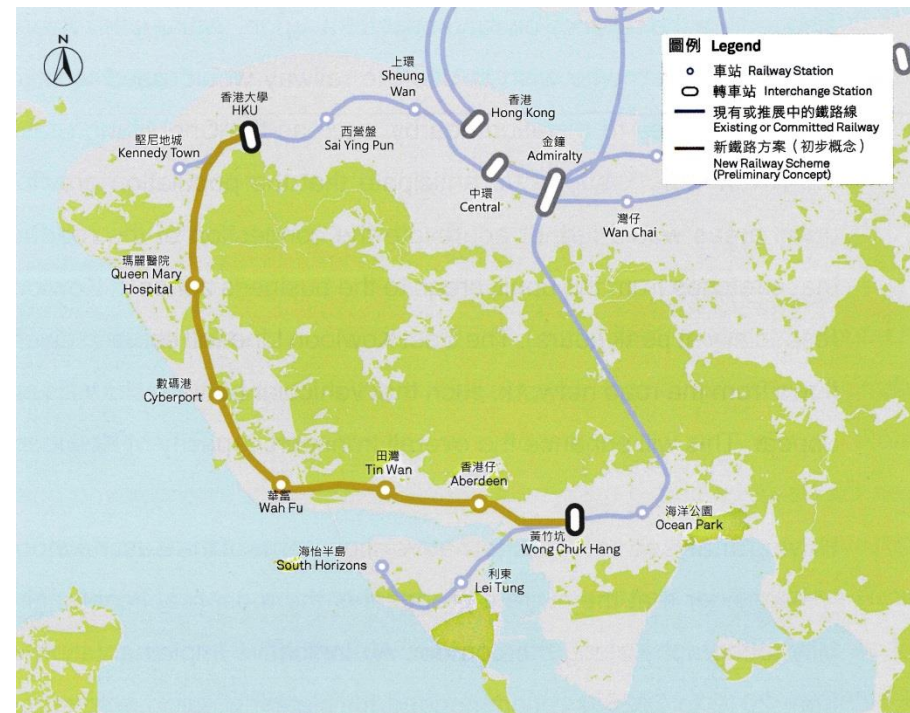 N
圖例 Legend
車站 Railway Station
轉車站 Interchange Station
現有或推展中的鐵路線
Existing or Committed Railway
新鐵路方案（初步概念）
New Railway Scheme
(Preliminary Concept)
上環
Sheung
Wan
香港大學
HKU
香港
Hong Kong
堅尼地城
Kennedy Town
西營盤
Sai Ying Pun
金鐘
Admiralty
中環
Central
灣仔
Wan Chai
瑪麗醫院
Queen Mary
Hospital
數碼港
Cyberport
田灣
Tin Wan
香港仔
Aberdeen
華富
Wah Fu
海洋公園
Ocean Park
黃竹坑
Wong Chuk Hang
海怡半島
South Horizons
利東
Lei Tung